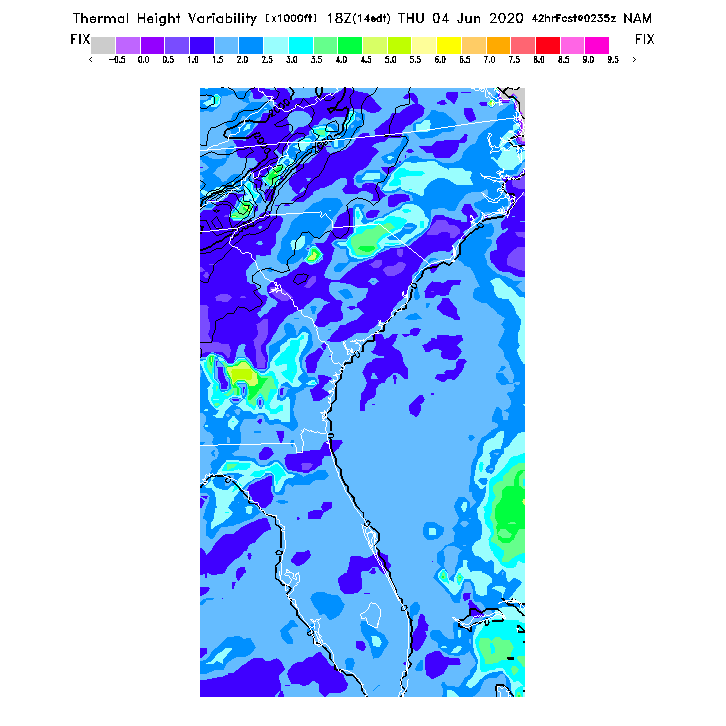 Thermal Height Variability [x1000ft] 18Z(14edt) THU 04 Jun 2020 42hrFcst@0235z NAM
FIX FIX
< -0.5 0.0 0.5 1.0 1.5 2.0 2.5 3.0 3.5 4.0 4.5 5.0 5.5 6.0 6.5 7.0 7.5 8.0 8.5 9.0 9.5 >